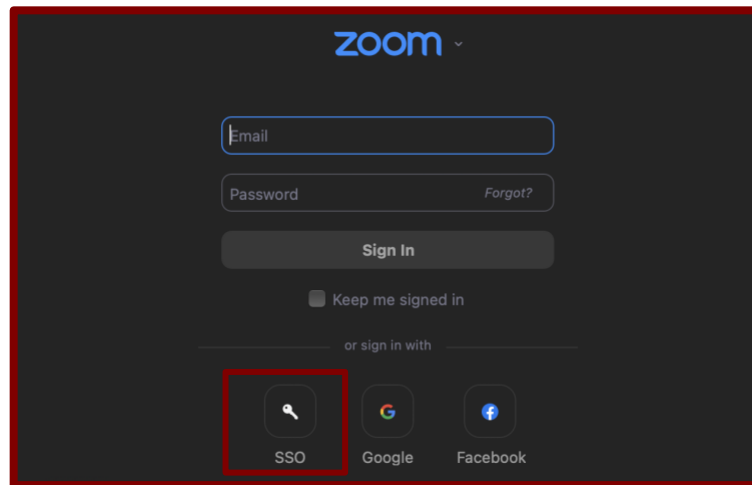 zoom
Email
Password Forgot?
Sign In
Keep me signed in
or sign in with
SSO Google Facebook